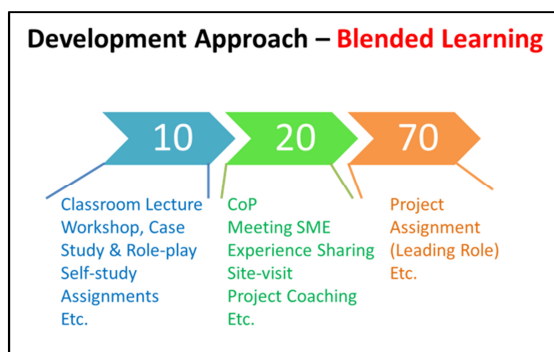 Development Approach – Blended Learning
10
20
70
Classroom Lecture
Workshop, Case
Study & Role-play
Self-study
Assignments
Etc.
CoP
Meeting SME
Experience Sharing
Site-visit
Project Coaching
Etc.
Project
Assignment
(Leading Role)
Etc.